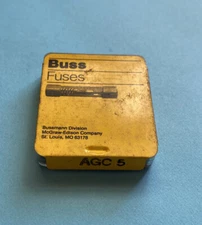 Buss
Fuses
Bussmann Division
McGraw-Edison Company
St. Louis, MO 63178
AGC 5